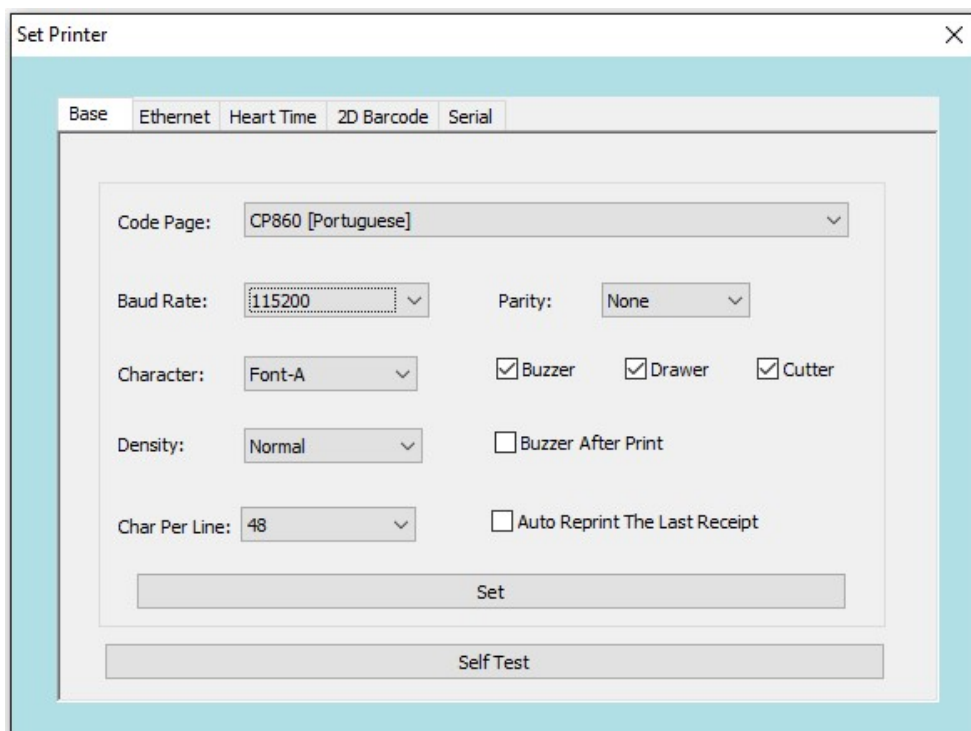 Set Printer
Base Ethernet Heart Time 2D Barcode Serial
Code Page: CP860 [Portuguese]
Baud Rate: 115200 Parity: None
Character: Font-A Buzzer Drawer Cutter
Density: Normal Buzzer After Print
Char Per Line: 48 Auto Reprint The Last Receipt
Set
Self Test